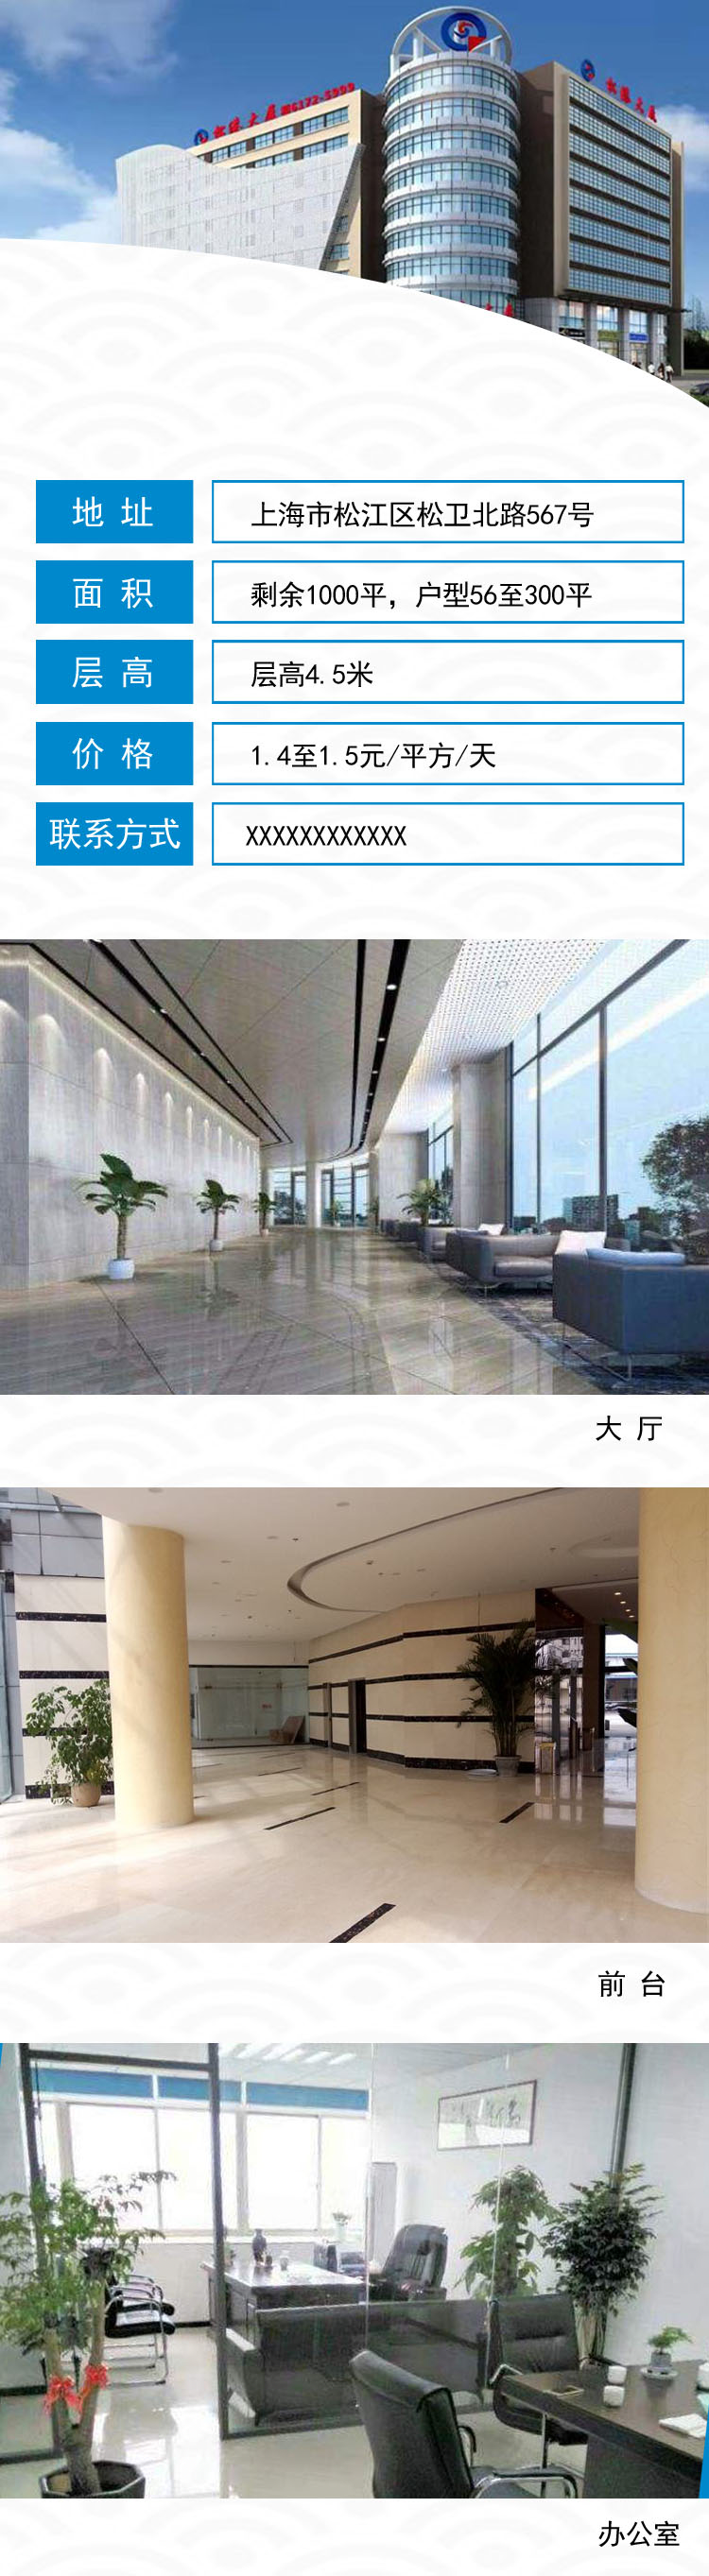 地 址
上海市松江区松卫北路567号
面 积
剩余1000平，户型56至300平
层 高
层高4.5米
价 格
1.4至1.5元/平方/天
联系方式
XXXXXXXXXXXX
大 厅
前 台
办公室